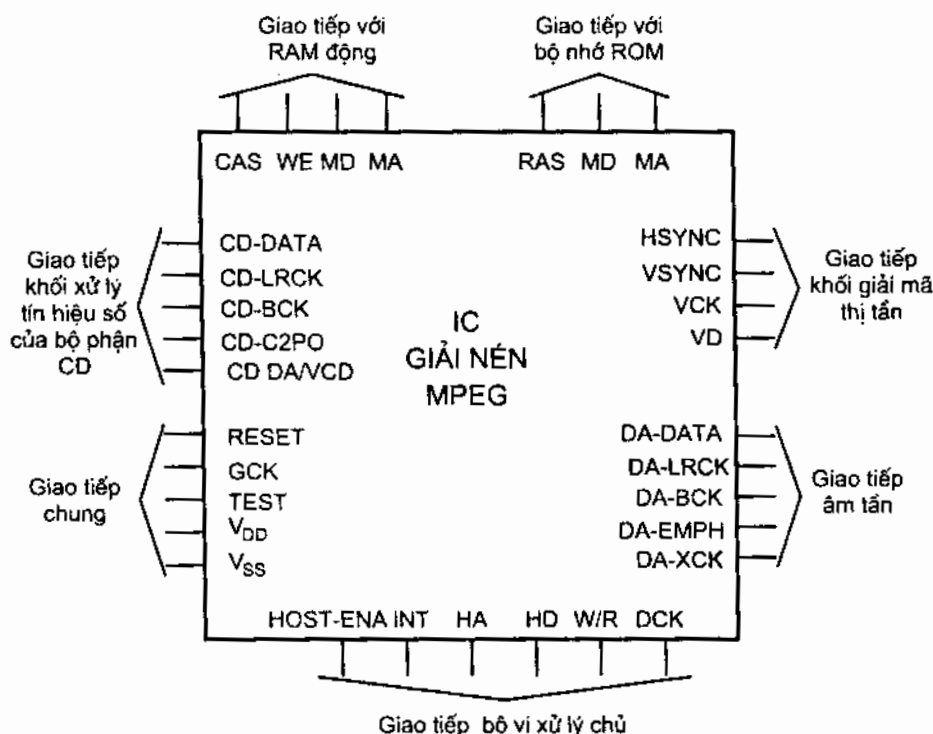 Giao tiếp với
RAM động
Giao tiếp với
bộ nhớ ROM
CAS WE MD MA
RAS MD MA
Giao tiếp
khối xử lý
tín hiệu số
của bộ phận
CD
CD-DATA
CD-LRCK
CD-BCK
CD-C2PO
CD DA/VCD
IC
GIẢI NÉN
MPEG
HSYNC
VSYNC
VCK
VD
Giao tiếp
khối giải mã
thị tần
Giao tiếp
chung
RESET
GCK
TEST
VDD
VSS
DA-DATA
DA-LRCK
DA-BCK
DA-EMPH
DA-XCK
Giao tiếp
âm tần
HOST-ENA INT HA HD W/R DCK
Giao tiếp bộ vi xử lý chủ